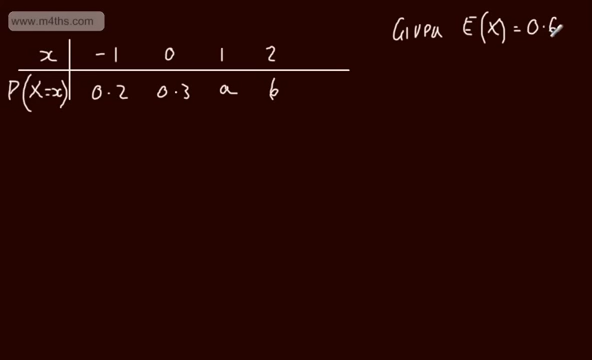 www.m4ths.com
Given E(X) = 0.6
x -1 0 1 2
P(X=x) 0.2 0.3 a b